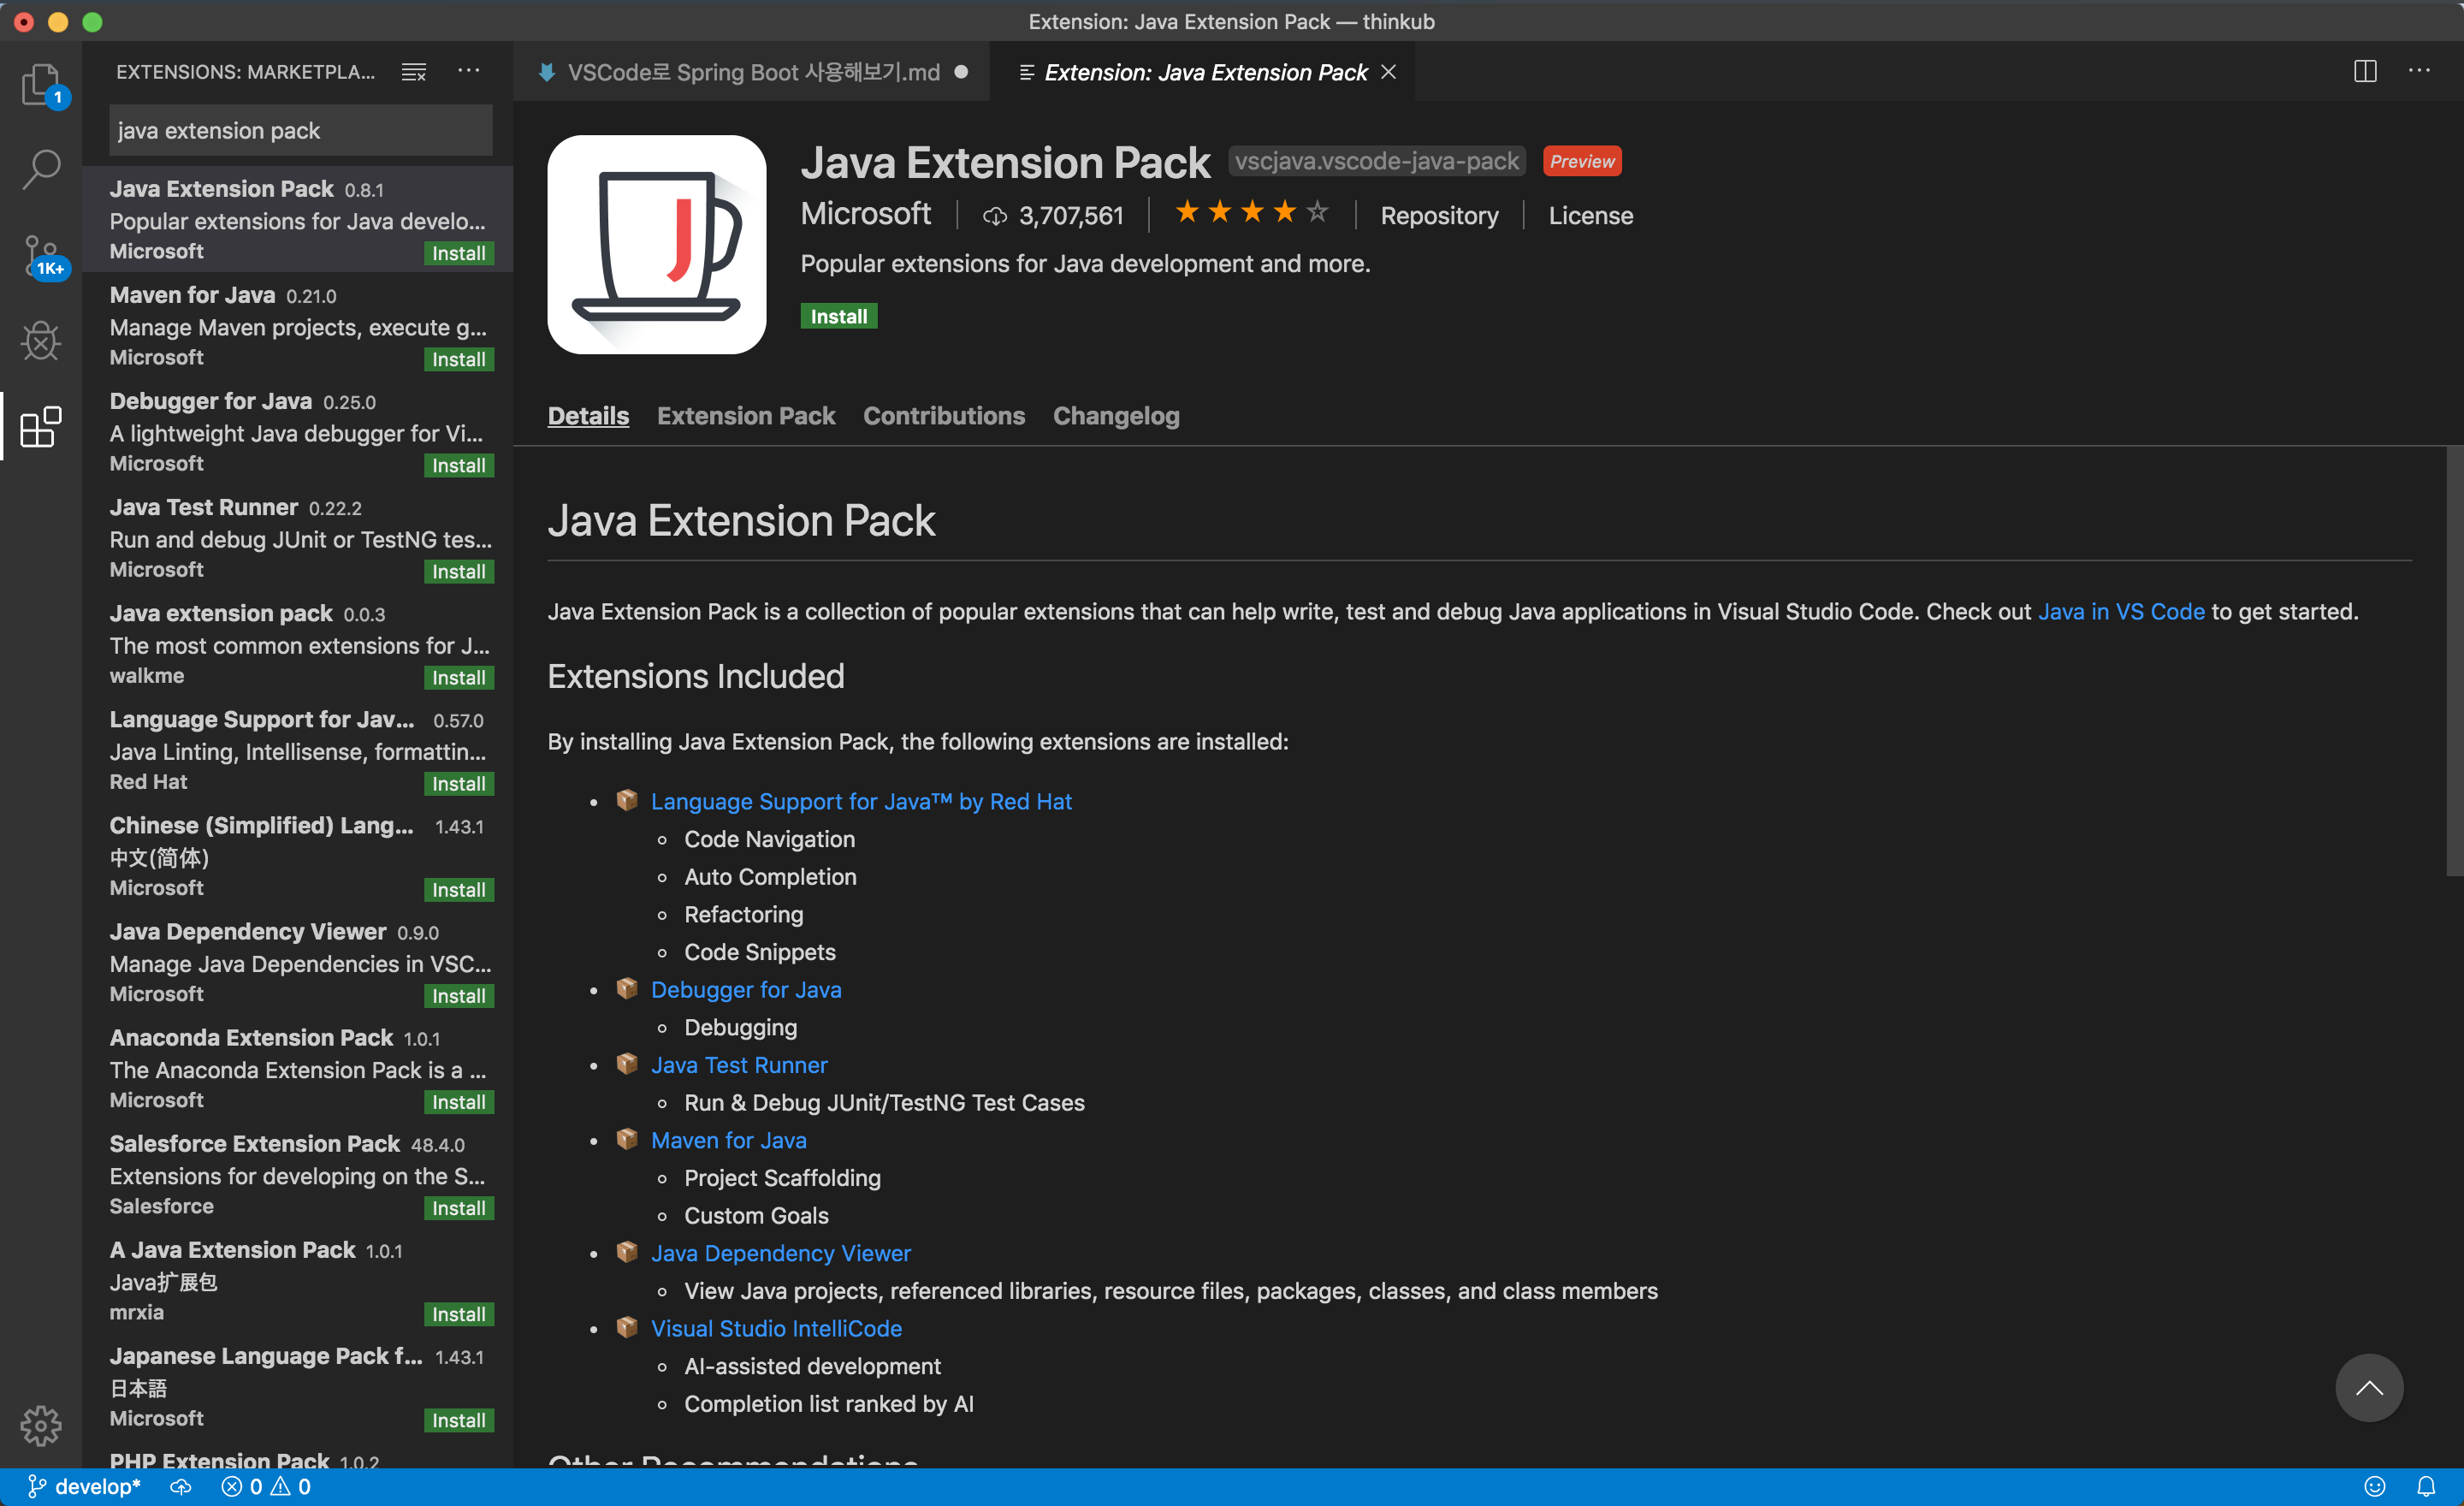 Extension: Java Extension Pack — thinkub
EXTENSIONS: MARKETPLA...
VSCode로 Spring Boot 사용해보기.md
Extension: Java Extension Pack
1
1K+
java extension pack
Java Extension Pack 0.8.1
Popular extensions for Java develo...
Microsoft Install
Maven for Java 0.21.0
Manage Maven projects, execute g...
Microsoft Install
Debugger for Java 0.25.0
A lightweight Java debugger for Vi...
Microsoft Install
Java Test Runner 0.22.2
Run and debug JUnit or TestNG tes...
Microsoft Install
Java extension pack 0.0.3
The most common extensions for J...
walkme Install
Language Support for Jav... 0.57.0
Java Linting, Intellisense, formattin...
Red Hat Install
Chinese (Simplified) Lang... 1.43.1
中文(简体)
Microsoft Install
Java Dependency Viewer 0.9.0
Manage Java Dependencies in VSC...
Microsoft Install
Anaconda Extension Pack 1.0.1
The Anaconda Extension Pack is a ...
Microsoft Install
Salesforce Extension Pack 48.4.0
Extensions for developing on the S...
Salesforce Install
A Java Extension Pack 1.0.1
Java扩展包
mrxia Install
Japanese Language Pack f... 1.43.1
日本語
Microsoft Install
PHP Extension Pack 1.0.2
J
Java Extension Pack vscjava.vscode-java-pack Preview
Microsoft 3,707,561 Repository License
Popular extensions for Java development and more.
Install
Details Extension Pack Contributions Changelog
Java Extension Pack
Java Extension Pack is a collection of popular extensions that can help write, test and debug Java applications in Visual Studio Code. Check out Java in VS Code to get started.
Extensions Included
By installing Java Extension Pack, the following extensions are installed:
Language Support for Java™ by Red Hat
Code Navigation
Auto Completion
Refactoring
Code Snippets
Debugger for Java
Debugging
Java Test Runner
Run & Debug JUnit/TestNG Test Cases
Maven for Java
Project Scaffolding
Custom Goals
Java Dependency Viewer
View Java projects, referenced libraries, resource files, packages, classes, and class members
Visual Studio IntelliCode
AI-assisted development
Completion list ranked by AI
Other Recommendations
develop* 0 0